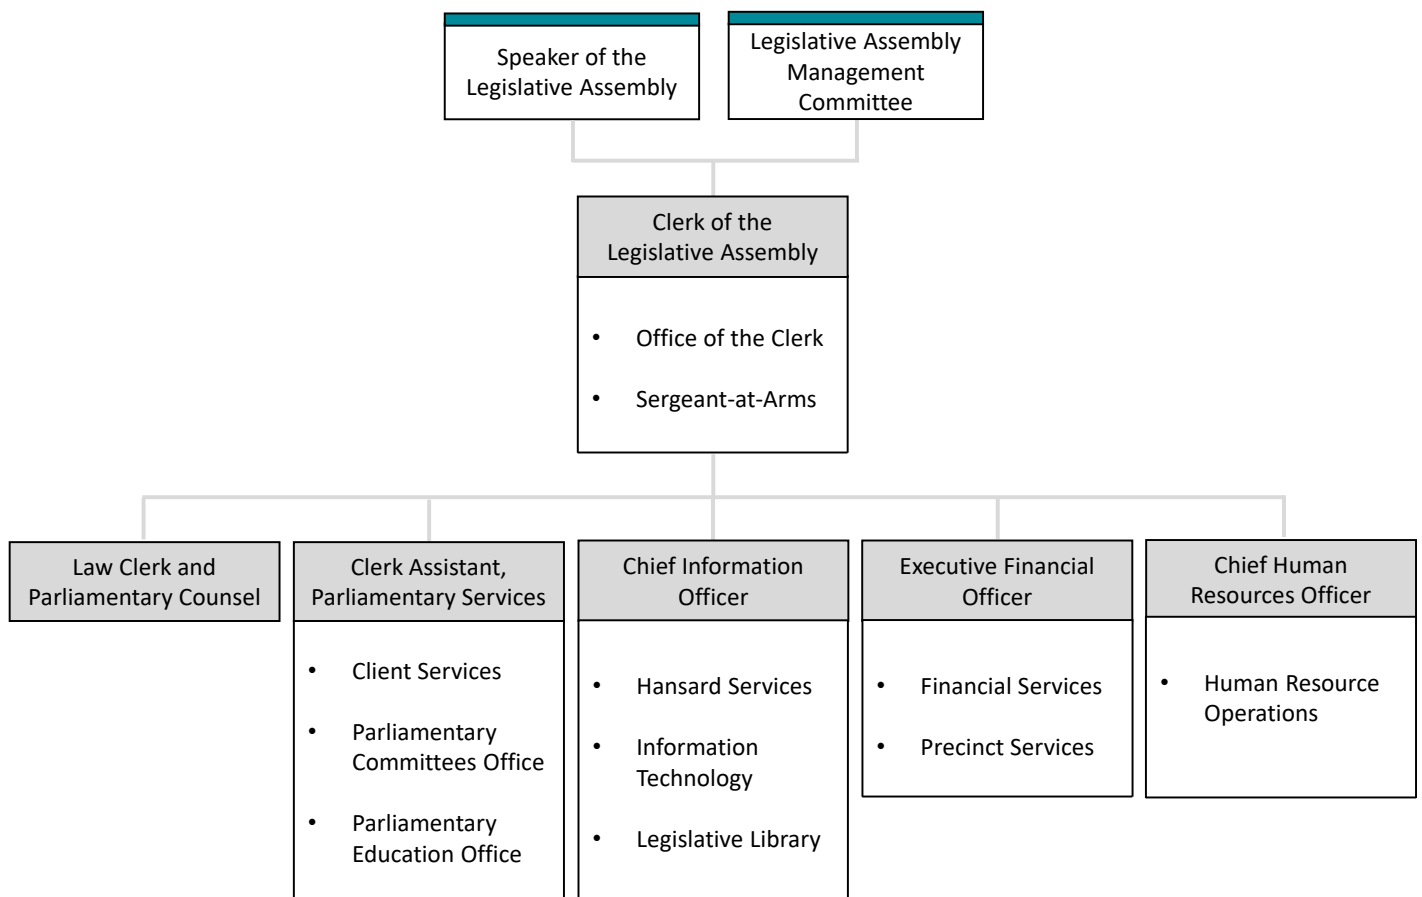 Speaker of the
Legislative Assembly
Legislative Assembly
Management
Committee
Clerk of the
Legislative Assembly
• Office of the Clerk
• Sergeant-at-Arms
Law Clerk and
Parliamentary Counsel
Clerk Assistant,
Parliamentary Services
• Client Services
• Parliamentary
Committees Office
• Parliamentary
Education Office
Chief Information
Officer
• Hansard Services
• Information
Technology
• Legislative Library
Executive Financial
Officer
• Financial Services
• Precinct Services
Chief Human
Resources Officer
• Human Resource
Operations